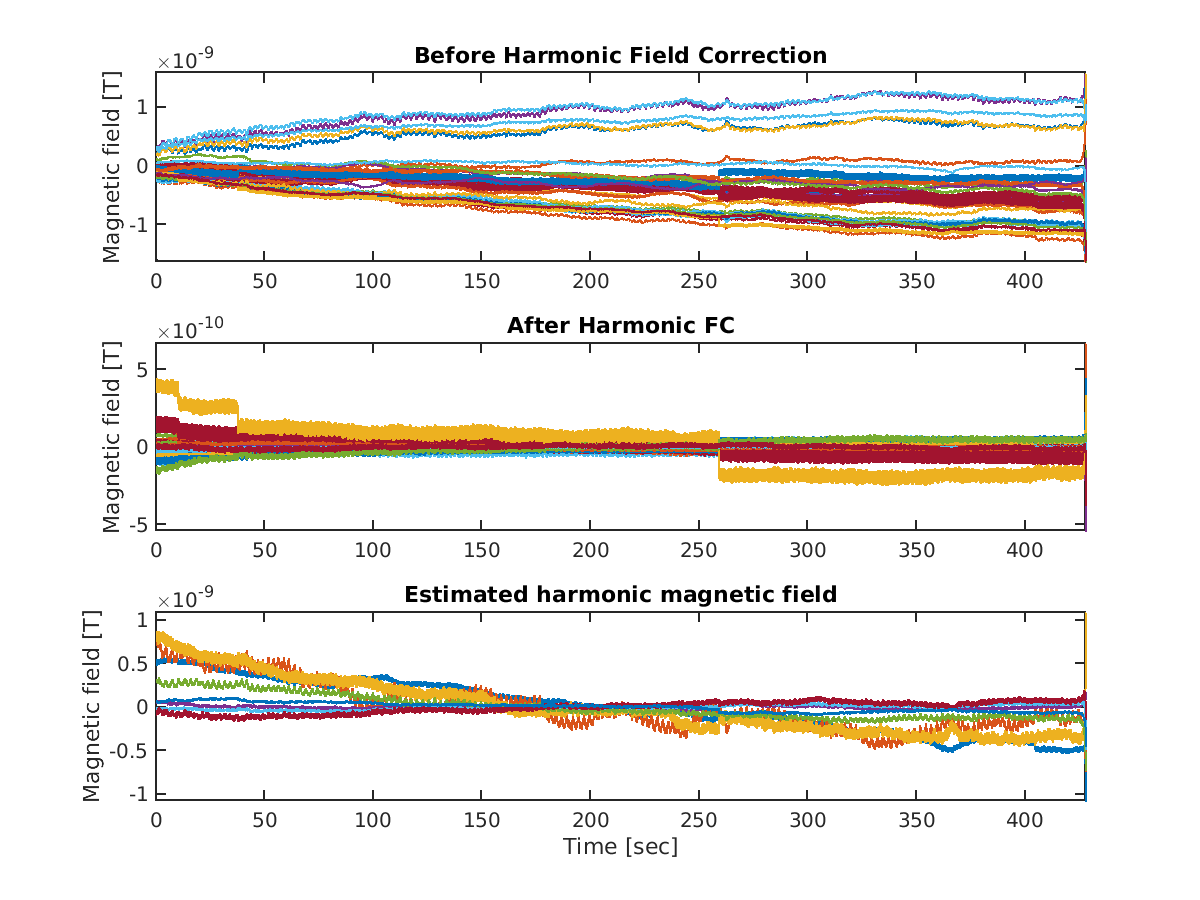 Before Harmonic Field Correction
×10^-9
Magnetic field [T]
1
0
-1
0 50 100 150 200 250 300 350 400
After Harmonic FC
×10^-10
Magnetic field [T]
5
0
-5
0 50 100 150 200 250 300 350 400
Estimated harmonic magnetic field
×10^-9
Magnetic field [T]
1
0.5
0
-0.5
-1
0 50 100 150 200 250 300 350 400
Time [sec]